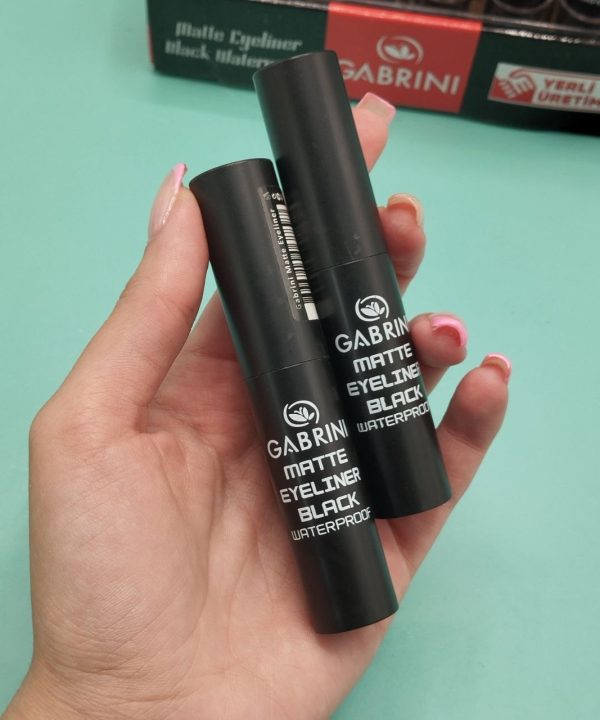 Matte Eyeliner
Black Waterp
GABRINI
YERLİ
ÜRETİM
Gabrini Matte Eyeliner
GABRINI
MATTE
EYELINER
BLACK
WATERPROOF
GABRINI
MATTE
EYELINER
BLACK
WATERPROOF